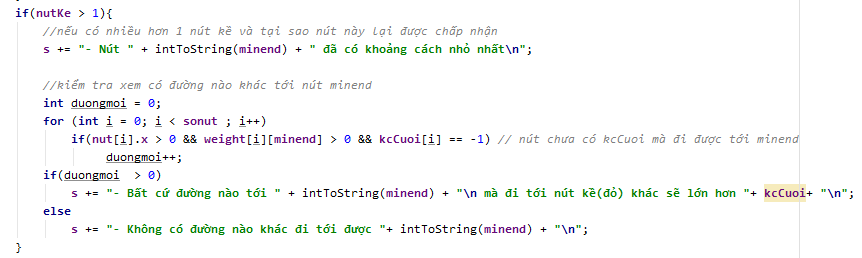 if(nutKe > 1){
//nếu có nhiều hơn 1 nút kề và tại sao nút này lại được chấp nhận
s += "- Nút " + intToString(minend) + " đã có khoảng cách nhỏ nhất\n";
//kiểm tra xem có đường nào khác tới nút minend
int duongmoi = 0;
for (int i = 0; i < sonut ; i++)
if(nut[i].x > 0 && weight[i][minend] > 0 && kcCuoi[i] == -1) // nút chưa có kcCuoi mà đi được tới minend
duongmoi++;
if(duongmoi  > 0)
s += "- Bất cứ đường nào tới " + intToString(minend) + "\n mà đi tới nút kề(đỏ) khác sẽ lớn hơn "+ kcCuoi+ "\n";
else
s += "- Không có đường nào khác đi tới được "+ intToString(minend) + "\n";
}